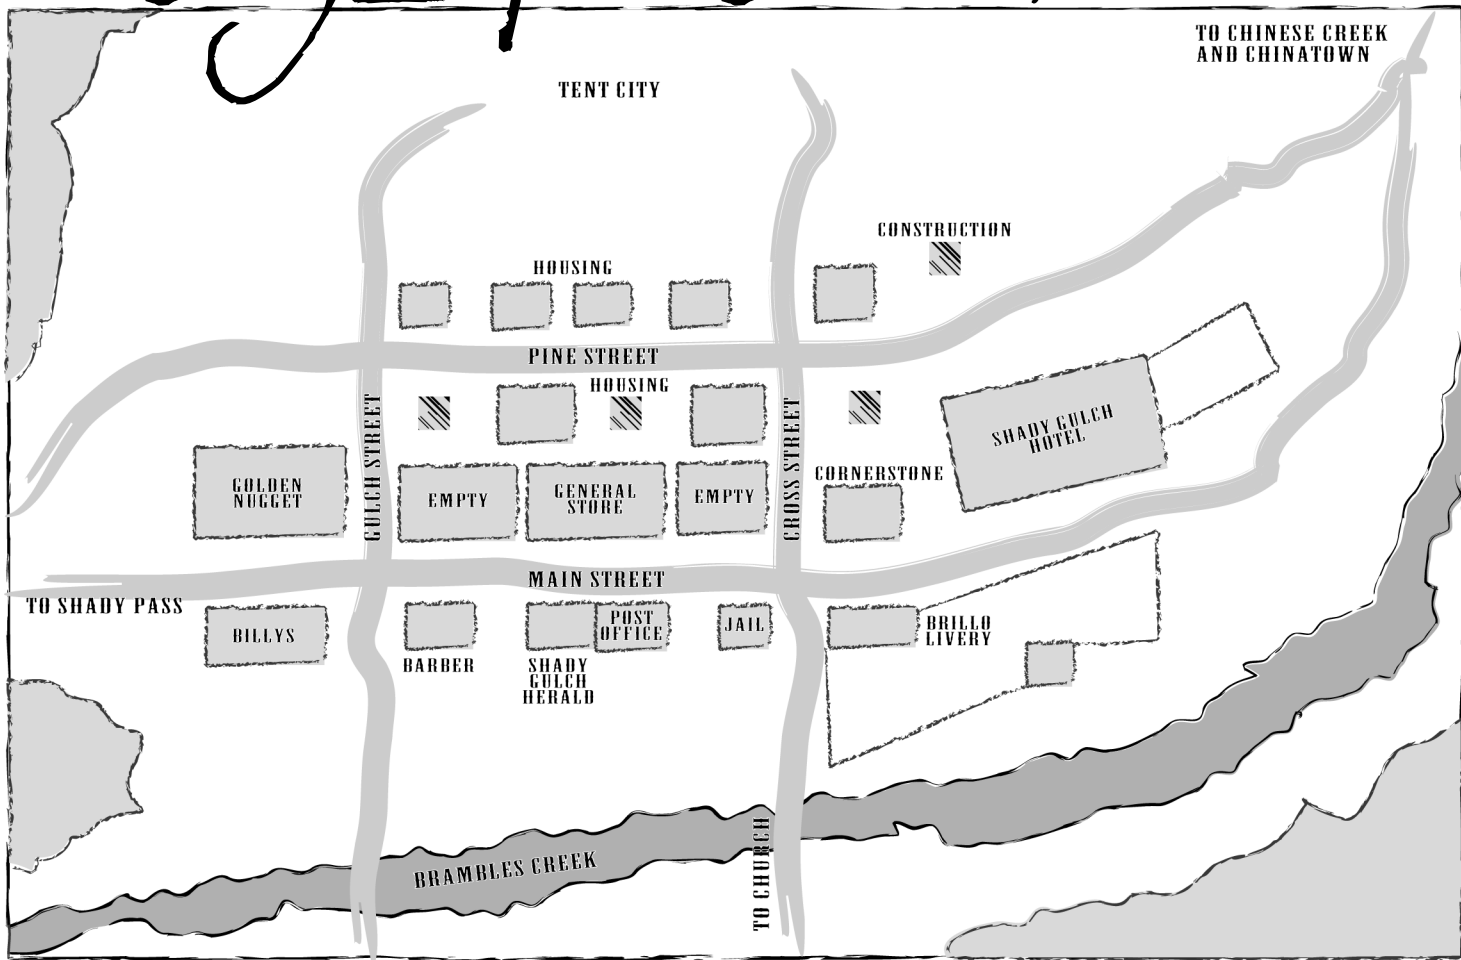 TO CHINESE CREEK
AND CHINATOWN
TENT CITY
CONSTRUCTION
HOUSING
PINE STREET
HOUSING
GULCH STREET
CROSS STREET
SHADY GULCH
HOTEL
CORNERSTONE
GOLDEN
NUGGET
EMPTY
GENERAL
STORE
EMPTY
MAIN STREET
TO SHADY PASS
BILLYS
BARBER
SHADY
GULCH
HERALD
POST
OFFICE
JAIL
BRILLO
LIVERY
BRAMBLES CREEK
TO CHURCH